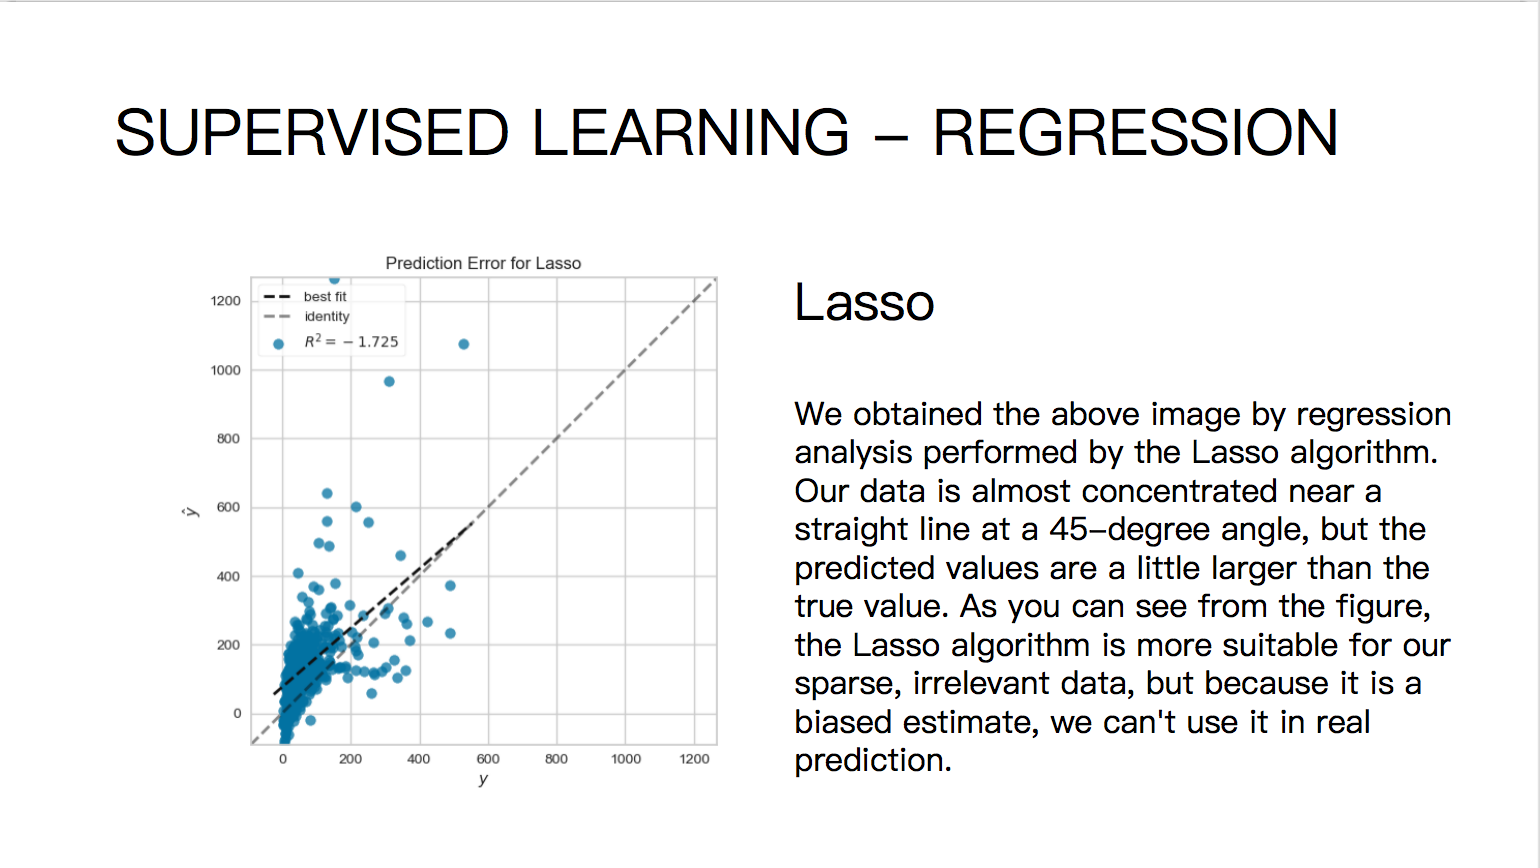 SUPERVISED LEARNING – REGRESSION
Prediction Error for Lasso
best fit
identity
R² = − 1.725
1200
1000
800
600
400
200
0
ŷ
0 200 400 600 800 1000 1200
y
Lasso
We obtained the above image by regression
analysis performed by the Lasso algorithm.
Our data is almost concentrated near a
straight line at a 45–degree angle, but the
predicted values are a little larger than the
true value. As you can see from the figure,
the Lasso algorithm is more suitable for our
sparse, irrelevant data, but because it is a
biased estimate, we can't use it in real
prediction.